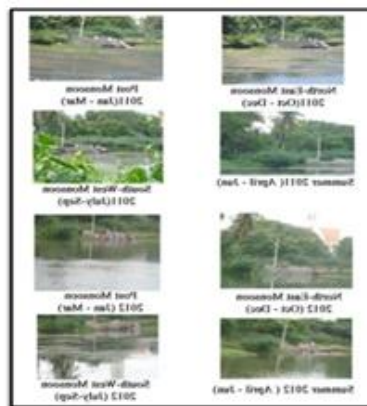 Post Monsoon
2011(Jan - Mar)
North-East Monsoon
2011(Oct - Dec)
South-West Monsoon
2011(July-Sep)
Summer 2011( April - Jun)
Post Monsoon
2012 (Jan - Mar)
North-East Monsoon
2012 (Oct - Dec)
South-West Monsoon
2012 (July-Sep)
Summer 2012 ( April - Jun)